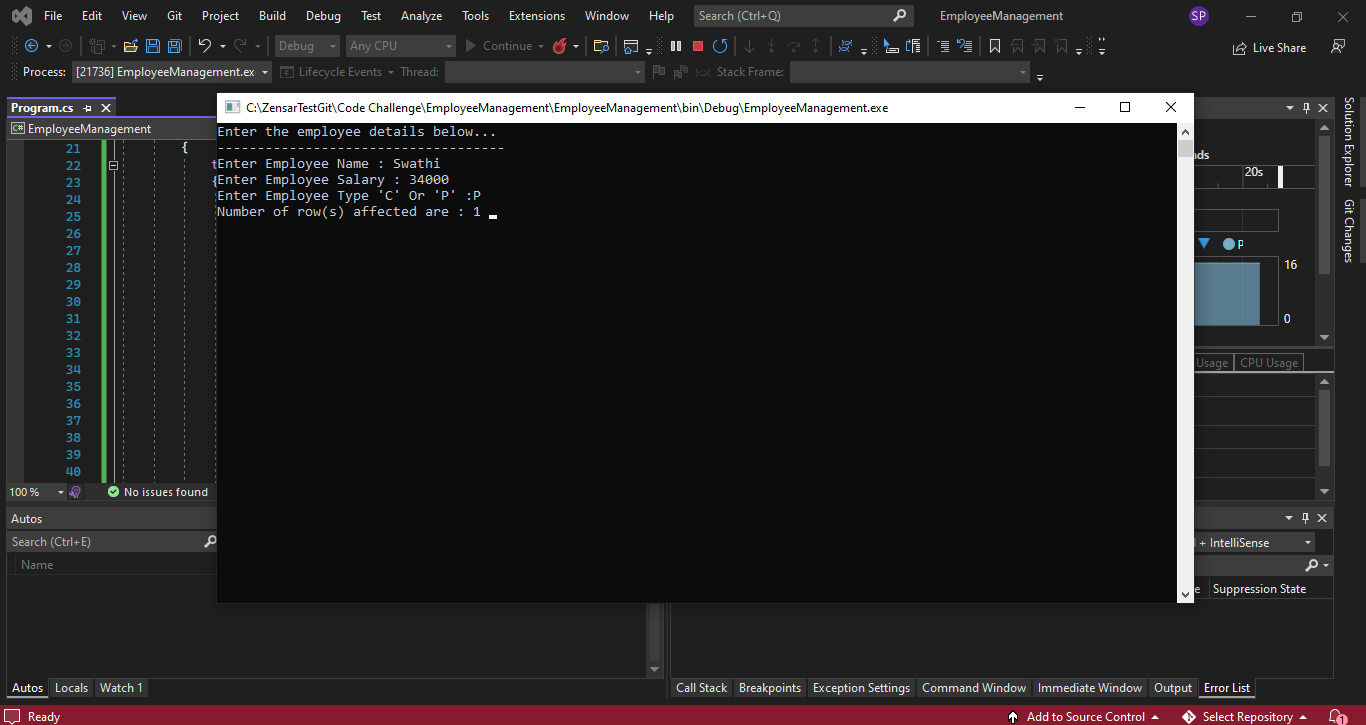 File Edit View Git Project Build Debug Test Analyze Tools Extensions Window Help Search (Ctrl+Q) EmployeeManagement SP
Debug Any CPU Continue Live Share
Process: [21736] EmployeeManagement.ex Lifecycle Events Thread: Stack Frame:
Program.cs
C:\ZensarTestGit\Code Challenge\EmployeeManagement\EmployeeManagement\bin\Debug\EmployeeManagement.exe
C# EmployeeManagement
Enter the employee details below...
------------------------------------
Enter Employee Name : Swathi
Enter Employee Salary : 34000
Enter Employee Type 'C' Or 'P' :P
Number of row(s) affected are : 1
21 {
22 t
23 {
24
25
26
27
28
29
30
31
32
33
34
35
36
37
38
39
40
20s
P
16
0
Usage CPU Usage
Solution Explorer
Git Changes
100 % No issues found
Autos
Search (Ctrl+E)
Name
+ IntelliSense
Suppression State
Autos Locals Watch 1
Call Stack Breakpoints Exception Settings Command Window Immediate Window Output Error List
Ready Add to Source Control Select Repository 1